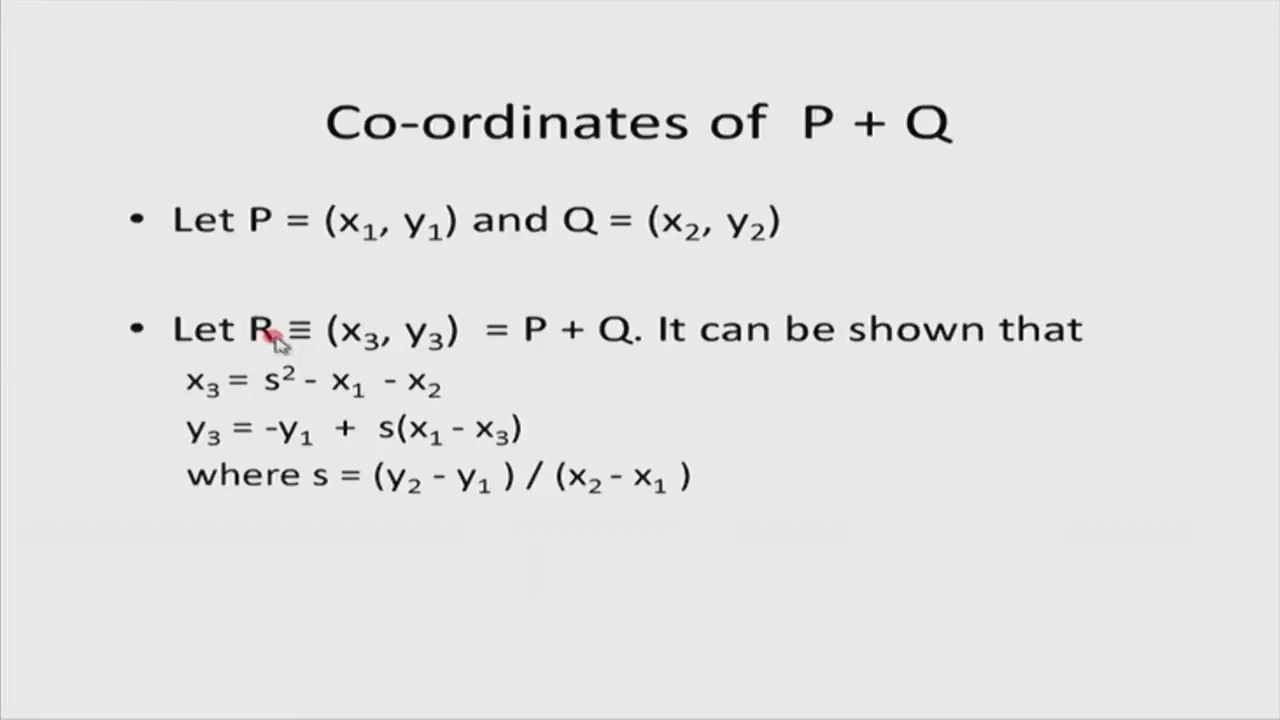 Co-ordinates of P + Q
• Let P = (x₁, y₁) and Q = (x₂, y₂)
• Let R ≡ (x₃, y₃) = P + Q. It can be shown that
x₃ = s² - x₁ - x₂
y₃ = -y₁ + s(x₁ - x₃)
where s = (y₂ - y₁ ) / (x₂ - x₁ )